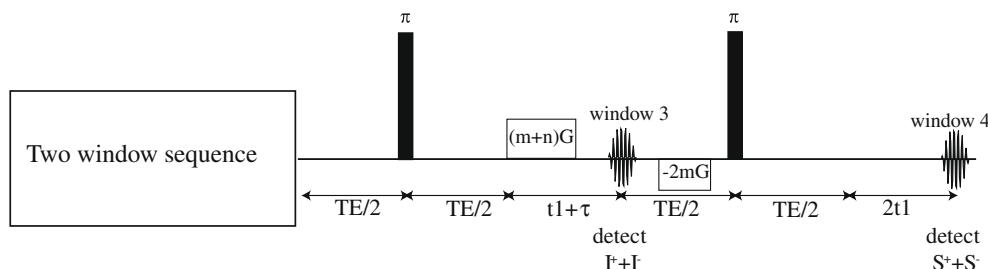 π
π
window 3
window 4
(m+n)G
Two window sequence
-2mG
TE/2
TE/2
t1+τ
TE/2
TE/2
2t1
detect
I⁺+I⁻
detect
S⁺+S⁻